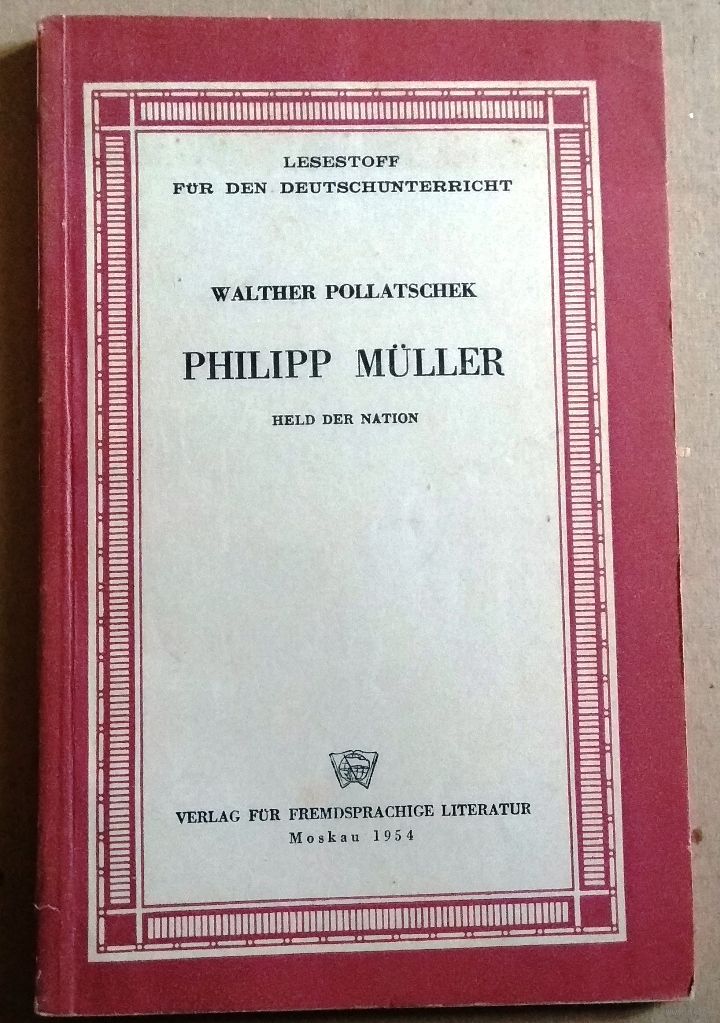 LESESTOFF
FÜR DEN DEUTSCHUNTERRICHT
WALTHER POLLATSCHEK
PHILIPP MÜLLER
HELD DER NATION
VERLAG FÜR FREMDSPRACHIGE LITERATUR
Moskau 1954